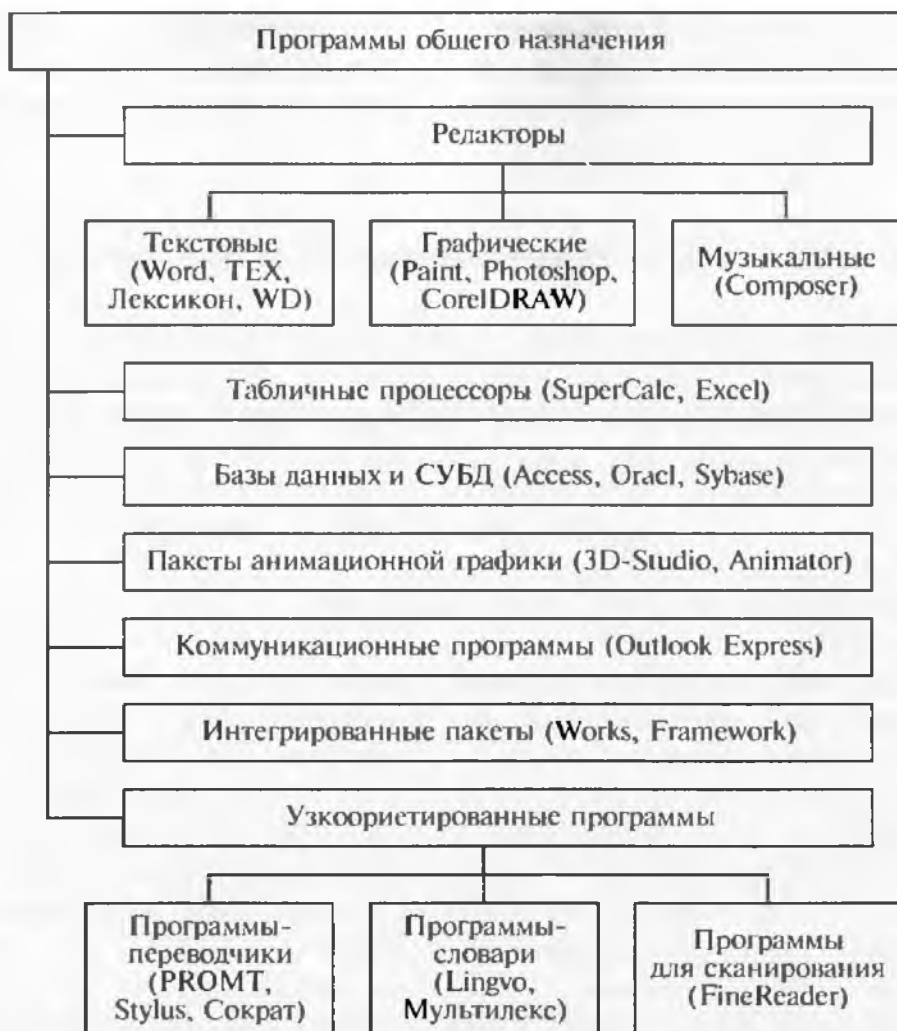 Программы общего назначения
Редакторы
Текстовые
(Word, TEX,
Лексикон, WD)
Графические
(Paint, Photoshop,
CorelDRAW)
Музыкальные
(Composer)
Табличные процессоры (SuperCalc, Excel)
Базы данных и СУБД (Access, Oracl, Sybase)
Пакеты анимационной графики (3D-Studio, Animator)
Коммуникационные программы (Outlook Express)
Интегрированные пакеты (Works, Framework)
Узкоористированные программы
Программы-
переводчики
(PROMT,
Stylus, Сократ)
Программы-
словари
(Lingvo,
Мультилекс)
Программы
для сканирования
(FineReader)